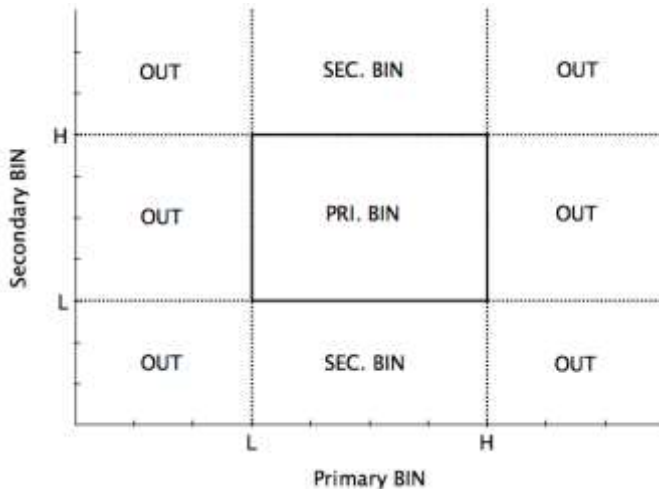 OUT SEC. BIN OUT
H
OUT PRI. BIN OUT
Secondary BIN
L
OUT SEC. BIN OUT
L H
Primary BIN